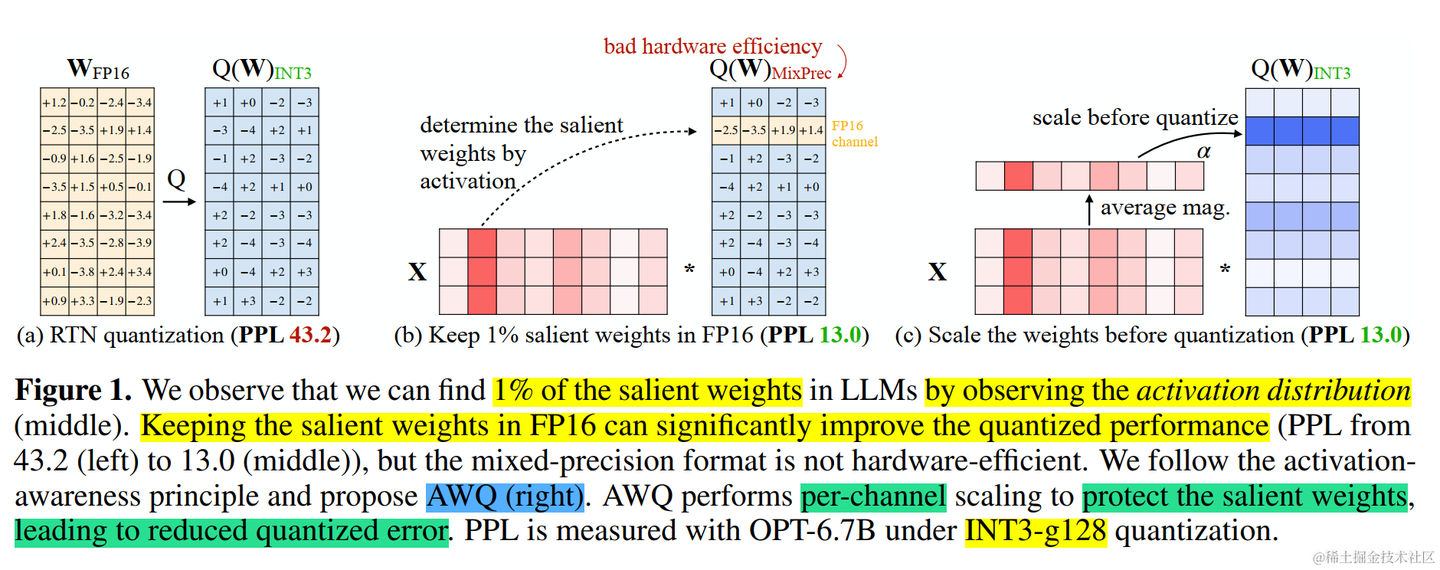 bad hardware efficiency
W FP16
Q(W)INT3
Q(W)MixPrec
Q(W)INT3
+1.2 −0.2 −2.4 −3.4
−2.5 −3.5 +1.9 +1.4
−0.9 +1.6 −2.5 −1.9
−3.5 +1.5 +0.5 −0.1
+1.8 −1.6 −3.2 −3.4
+2.4 −3.5 −2.8 −3.9
+0.1 −3.8 +2.4 +3.4
+0.9 +3.3 −1.9 −2.3
Q
+1 +0 −2 −3
−3 −4 +2 +1
−1 +2 −3 −2
−4 +2 +1 +0
+2 −2 −3 −3
+2 −4 −3 −4
+0 −4 +2 +3
+1 +3 −2 −2
(a) RTN quantization (PPL 43.2)
determine the salient
weights by
activation
X
*
+1 +0 −2 −3
−2.5 −3.5 +1.9 +1.4
−1 +2 −3 −2
−4 +2 +1 +0
+2 −2 −3 −3
+2 −4 −3 −4
+0 −4 +2 +3
+1 +3 −2 −2
FP16
channel
(b) Keep 1% salient weights in FP16 (PPL 13.0)
scale before quantize
α
average mag.
X
*
(c) Scale the weights before quantization (PPL 13.0)
Figure 1. We observe that we can find 1% of the salient weights in LLMs by observing the activation distribution
(middle). Keeping the salient weights in FP16 can significantly improve the quantized performance (PPL from
43.2 (left) to 13.0 (middle)), but the mixed-precision format is not hardware-efficient. We follow the activation-
awareness principle and propose AWQ (right). AWQ performs per-channel scaling to protect the salient weights,
leading to reduced quantized error. PPL is measured with OPT-6.7B under INT3-g128 quantization.
@稀土掘金技术社区